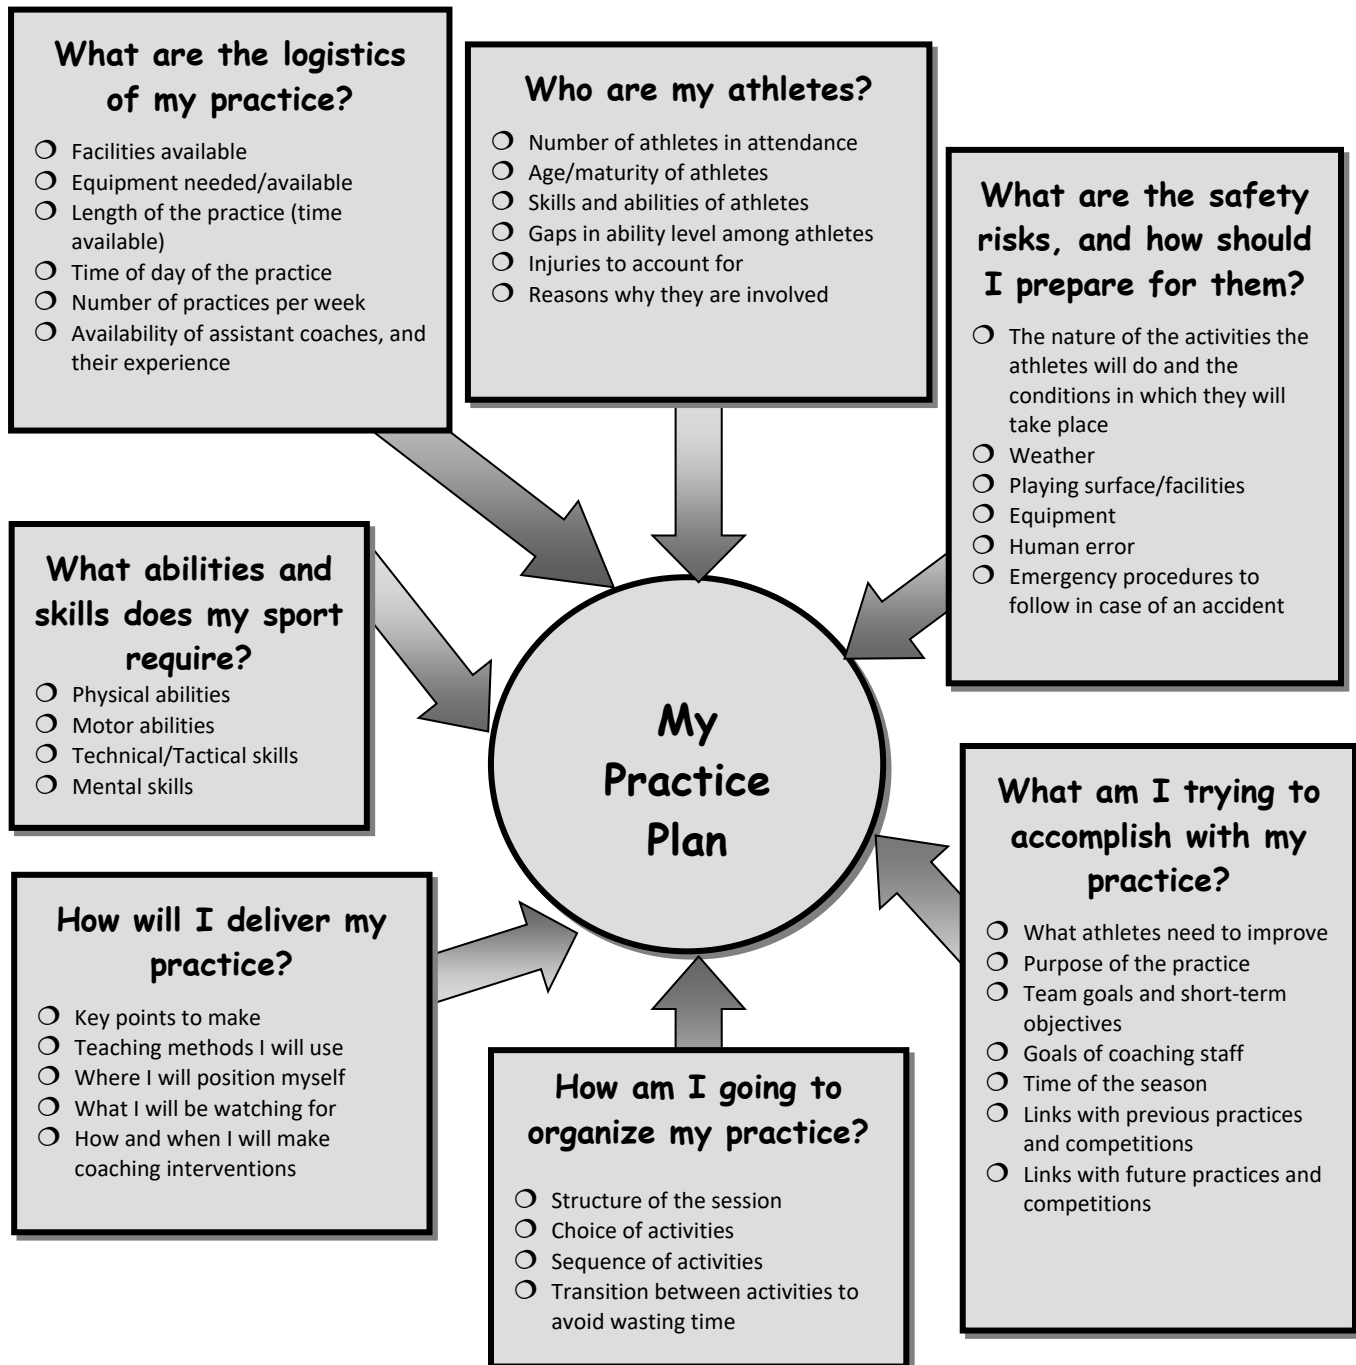 What are the logistics
of my practice?
❍ Facilities available
❍ Equipment needed/available
❍ Length of the practice (time
available)
❍ Time of day of the practice
❍ Number of practices per week
❍ Availability of assistant coaches, and
their experience
Who are my athletes?
❍ Number of athletes in attendance
❍ Age/maturity of athletes
❍ Skills and abilities of athletes
❍ Gaps in ability level among athletes
❍ Injuries to account for
❍ Reasons why they are involved
What are the safety
risks, and how should
I prepare for them?
❍ The nature of the activities the
athletes will do and the
conditions in which they will
take place
❍ Weather
❍ Playing surface/facilities
❍ Equipment
❍ Human error
❍ Emergency procedures to
follow in case of an accident
What abilities and
skills does my sport
require?
❍ Physical abilities
❍ Motor abilities
❍ Technical/Tactical skills
❍ Mental skills
My
Practice
Plan
What am I trying to
accomplish with my
practice?
❍ What athletes need to improve
❍ Purpose of the practice
❍ Team goals and short-term
objectives
❍ Goals of coaching staff
❍ Time of the season
❍ Links with previous practices
and competitions
❍ Links with future practices and
competitions
How will I deliver my
practice?
❍ Key points to make
❍ Teaching methods I will use
❍ Where I will position myself
❍ What I will be watching for
❍ How and when I will make
coaching interventions
How am I going to
organize my practice?
❍ Structure of the session
❍ Choice of activities
❍ Sequence of activities
❍ Transition between activities to
avoid wasting time